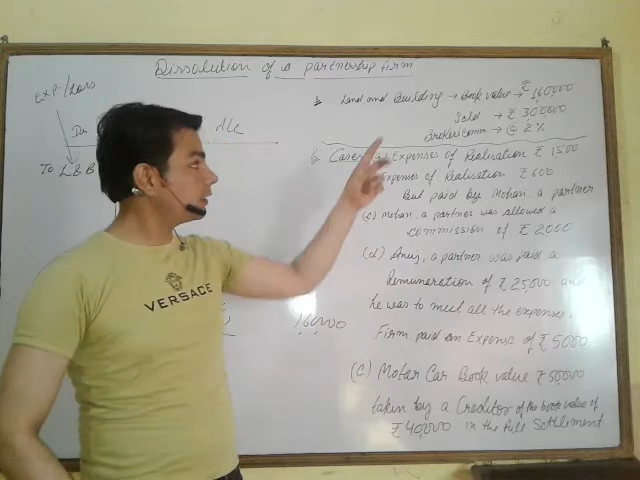 Dissolution of a partnership firm
Exp/Loss
Dr
A/C
To L & B
Land and Building → Book value → ₹ 160000
Sold → ₹ 300000
Broker comm → @ 2%
Case Expenses of Realisation ₹ 1500
Expenses of Realisation ₹ 600
But paid by Mohan, a partner
(c) Mohan, a partner was allowed a
commission of ₹ 2000
(d) Anuj, a partner was paid a
Remuneration of ₹ 25000 and
he was to meet all the expenses.
Firm paid an Expense of ₹ 5000
(e) Motor Car Book value ₹ 50000
taken by a Creditor of the book value of
₹ 40000 in the full Settlement
160000
VERSACE